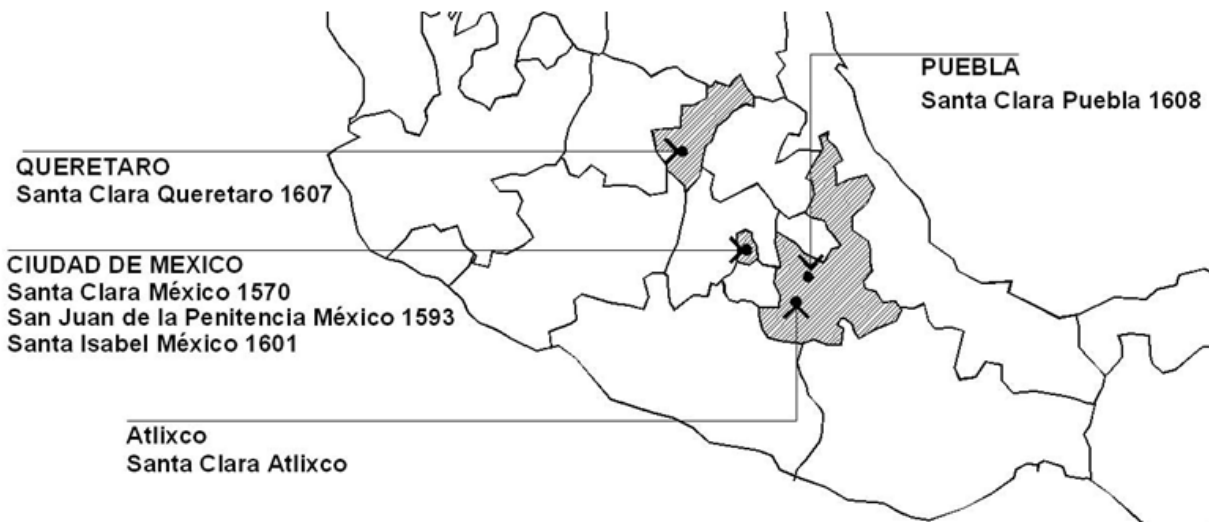 PUEBLA
Santa Clara Puebla 1608
QUERETARO
Santa Clara Queretaro 1607
CIUDAD DE MEXICO
Santa Clara México 1570
San Juan de la Penitencia México 1593
Santa Isabel México 1601
Atlixco
Santa Clara Atlixco